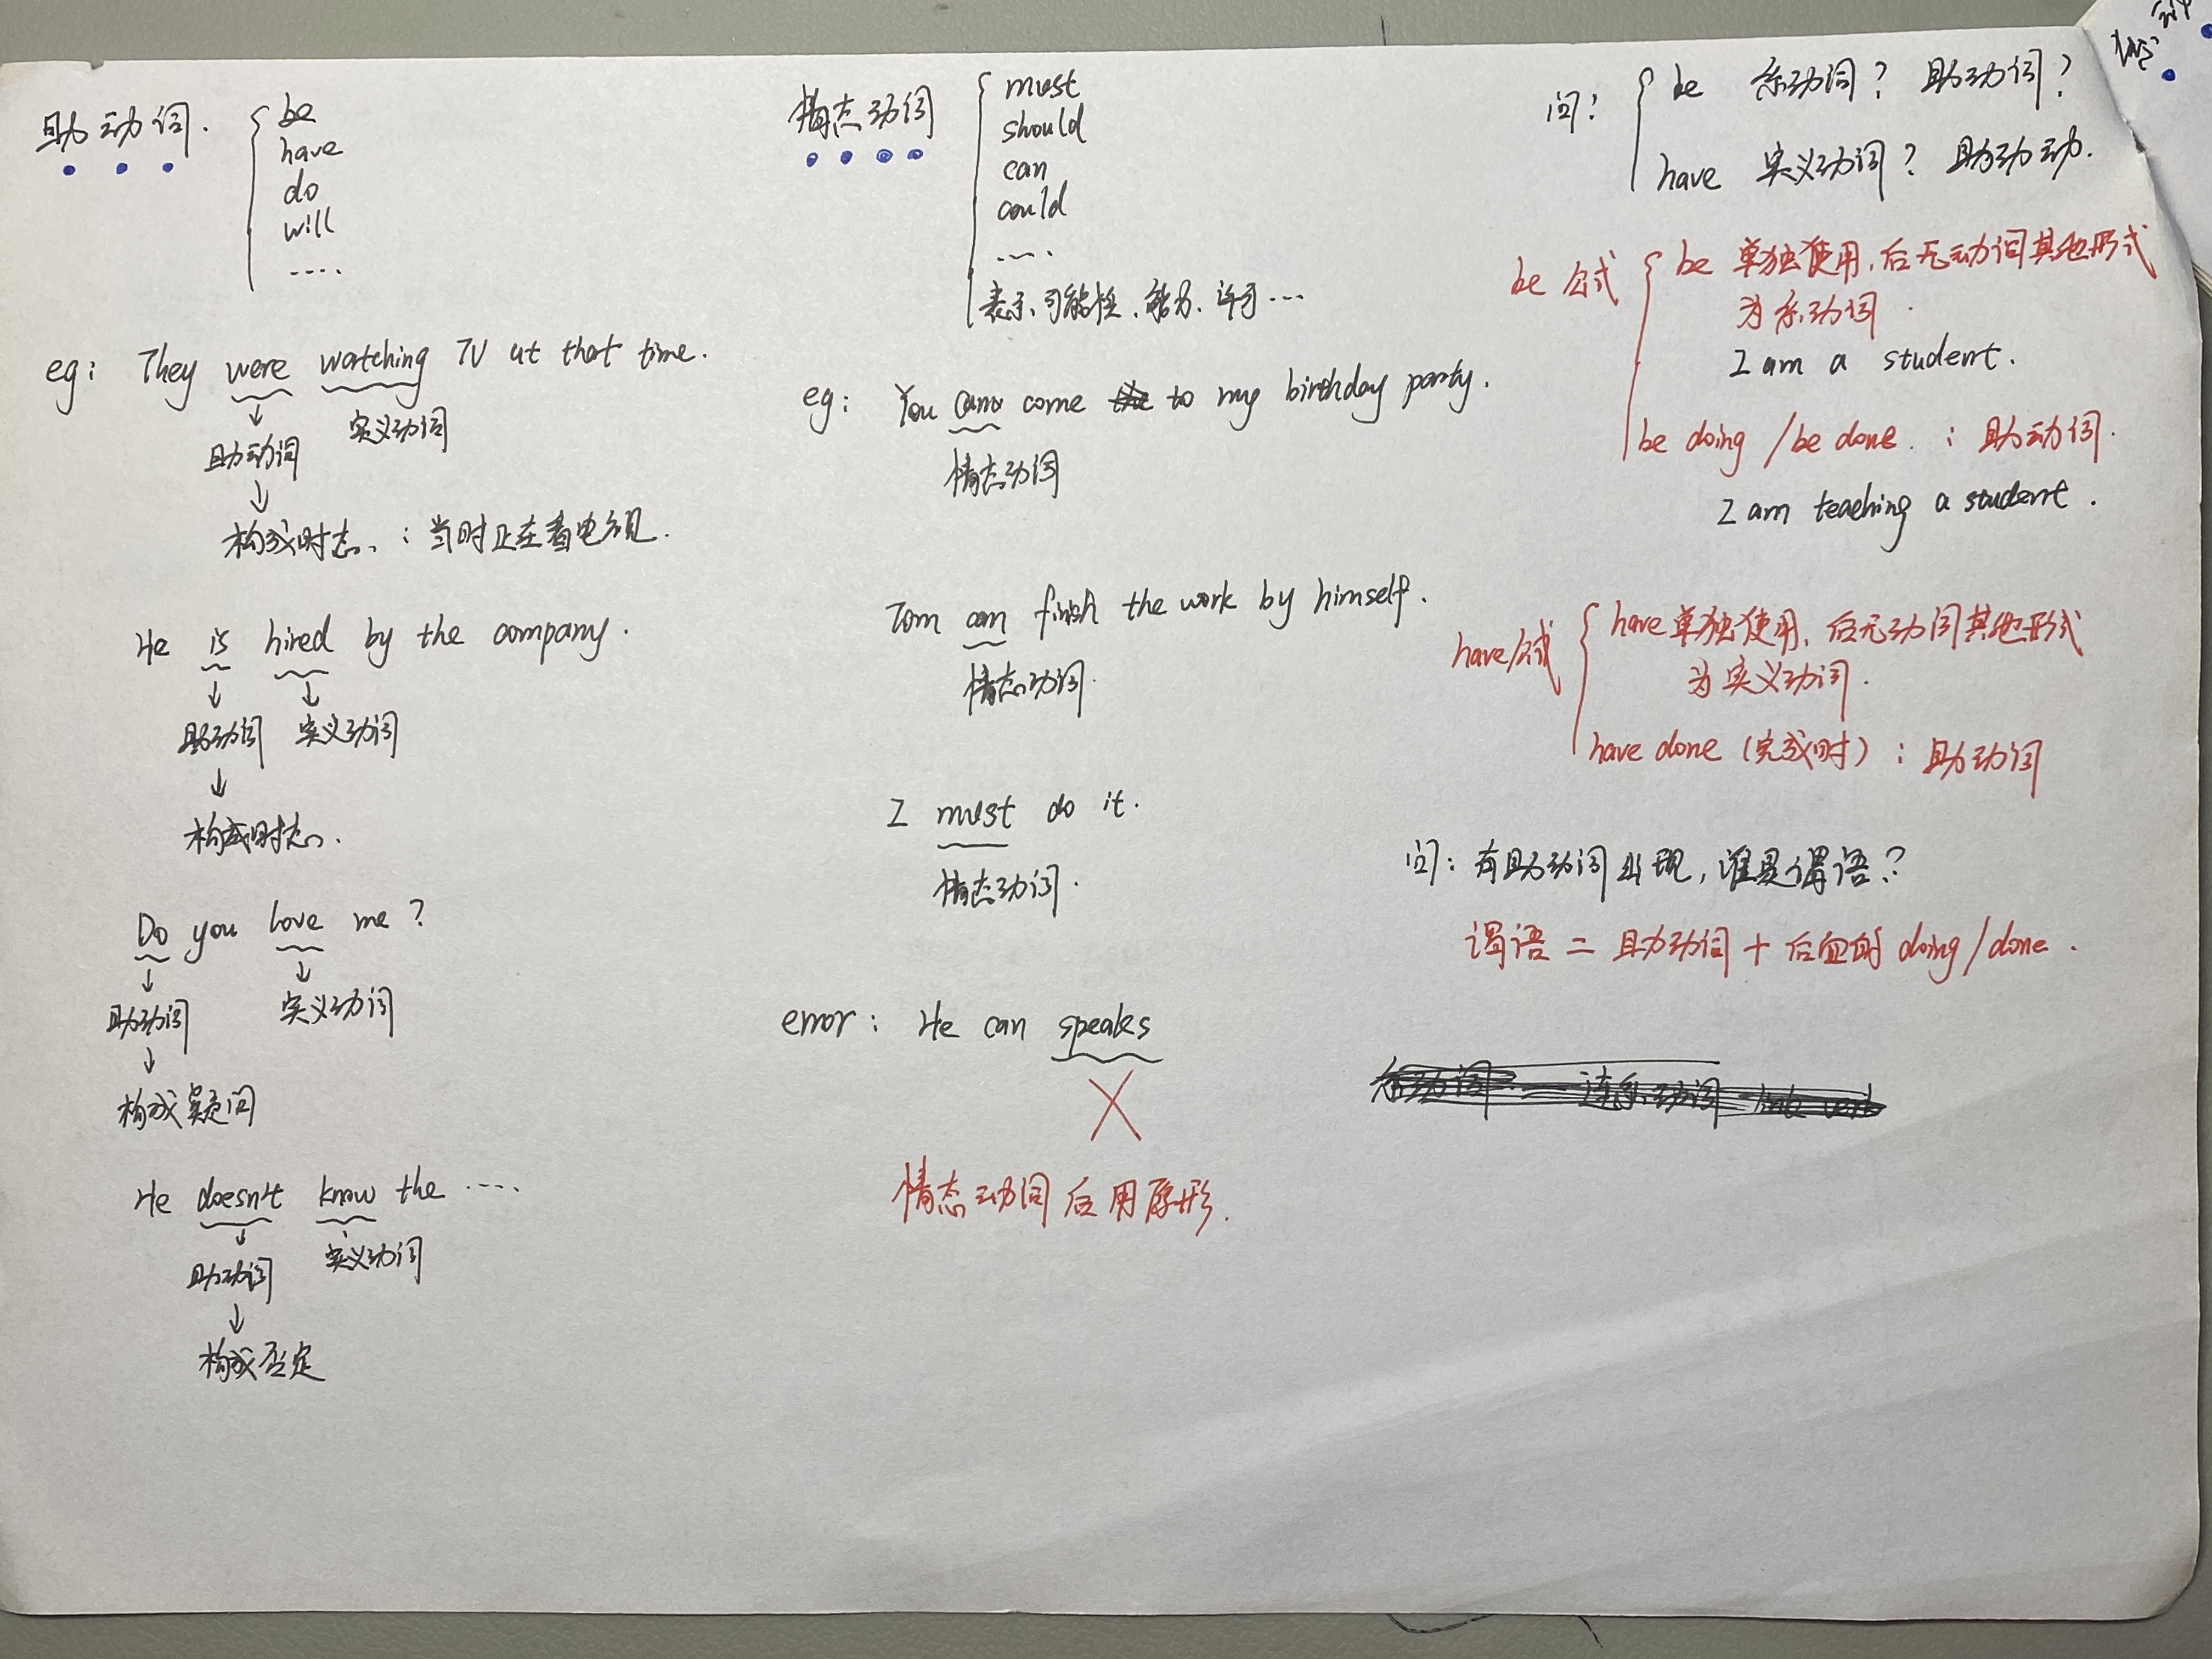 助动词.
be
have
do
will
....
eg: They were watching TV at that time.
助动词 实义动词
构成时态 : 当时正在看电视.
He is hired by the company.
助动词 实义动词
构成时态.
Do you love me ?
助动词 实义动词
构成疑问
He doesn't know the ....
助动词 实义动词
构成否定
情态动词
must
should
can
could
....
表示可能性、能力、许可...
eg: You can come to my birthday party.
情态动词
Tom can finish the work by himself.
情态动词.
I must do it.
情态动词.
error: He can speaks
情态动词后用原形.
问: be 系动词? 助动词?
have 实义动词? 助动动.
be 公式
be 单独使用,后无动词其他形式
为系动词.
I am a student.
be doing / be done. : 助动词.
I am teaching a student.
have公式
have单独使用,后无动词其他形式
为实义动词.
have done (完成时) : 助动词
问: 有助动词出现, 谁是谓语?
谓语 = 助动词 + 后面的 doing/done.